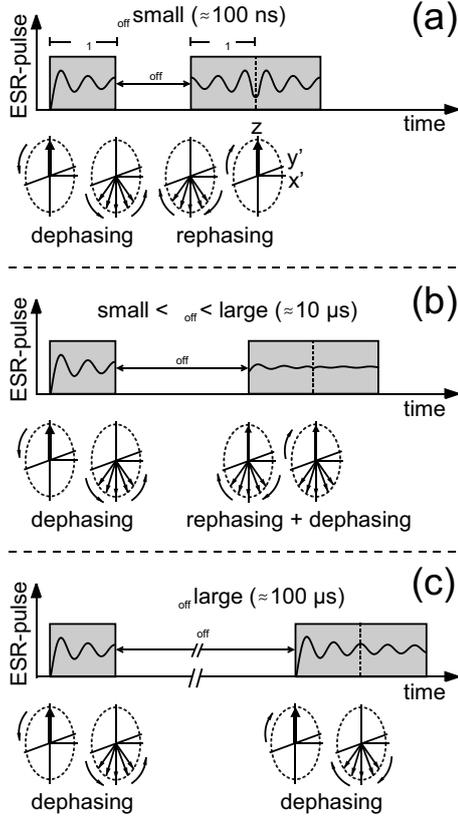 (a)
off small (≈100 ns)
1 1
off
ESR-pulse
time
z
y'
x'
dephasing rephasing
(b)
small < off < large (≈10 µs)
off
ESR-pulse
time
dephasing rephasing + dephasing
(c)
off large (≈100 µs)
off
ESR-pulse
time
dephasing dephasing